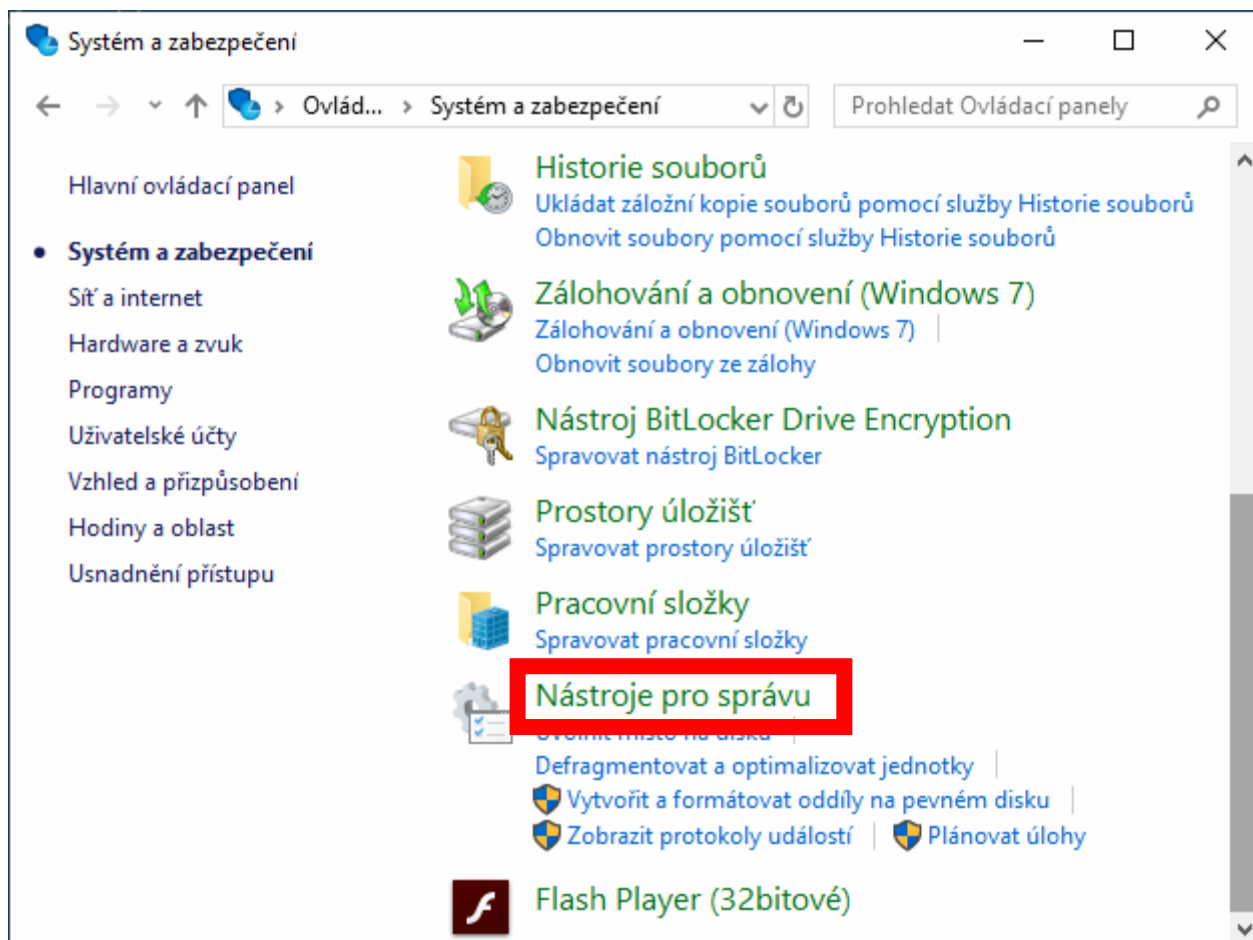 Systém a zabezpečení
Ovlád... › Systém a zabezpečení
Prohledat Ovládací panely
Hlavní ovládací panel
Systém a zabezpečení
Síť a internet
Hardware a zvuk
Programy
Uživatelské účty
Vzhled a přizpůsobení
Hodiny a oblast
Usnadnění přístupu
Historie souborů
Ukládat záložní kopie souborů pomocí služby Historie souborů
Obnovit soubory pomocí služby Historie souborů
Zálohování a obnovení (Windows 7)
Zálohování a obnovení (Windows 7)
Obnovit soubory ze zálohy
Nástroj BitLocker Drive Encryption
Spravovat nástroj BitLocker
Prostory úložišť
Spravovat prostory úložišť
Pracovní složky
Spravovat pracovní složky
Nástroje pro správu
Uvolnit místo na disku
Defragmentovat a optimalizovat jednotky
Vytvořit a formátovat oddíly na pevném disku
Zobrazit protokoly událostí
Plánovat úlohy
Flash Player (32bitové)